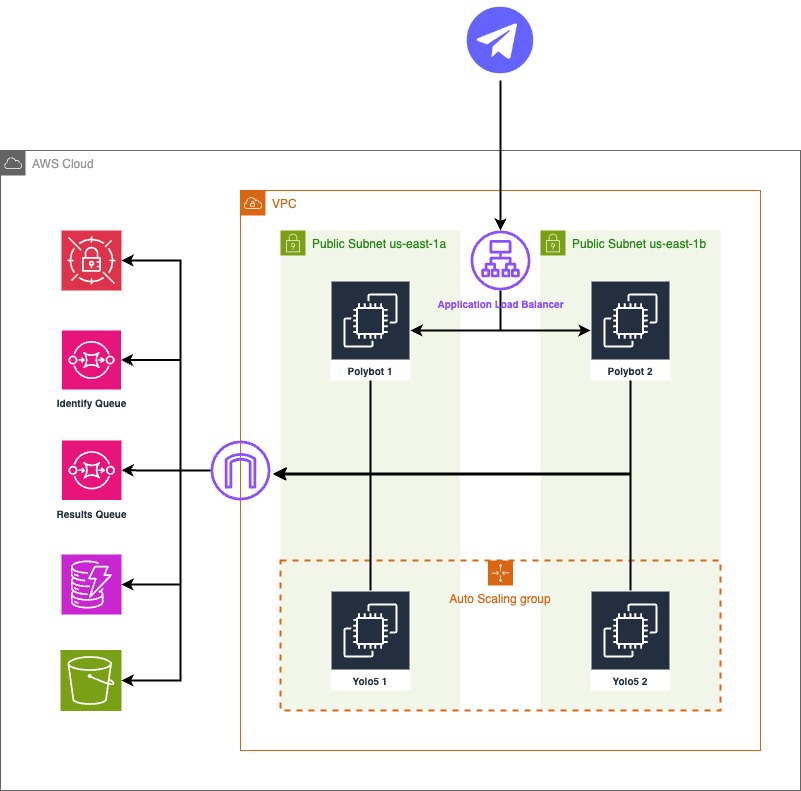 AWS Cloud
VPC
Public Subnet us-east-1a
Public Subnet us-east-1b
Application Load Balancer
Polybot 1
Polybot 2
Identify Queue
Results Queue
Auto Scaling group
Yolo5 1
Yolo5 2